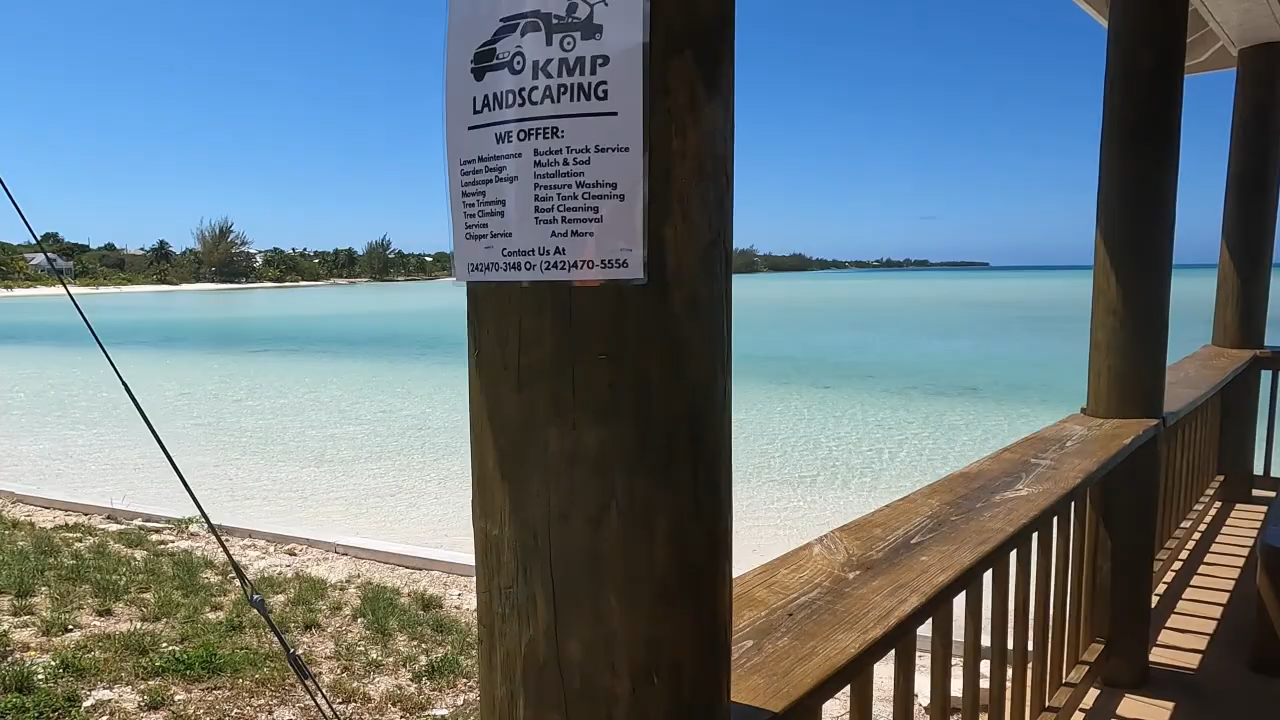 KMP
LANDSCAPING
WE OFFER:
Lawn Maintenance
Garden Design
Landscape Design
Mowing
Tree Trimming
Tree Climbing
Services
Chipper Service
Bucket Truck Service
Mulch & Sod
Installation
Pressure Washing
Rain Tank Cleaning
Roof Cleaning
Trash Removal
And More
Contact Us At
(242)470-3148 Or (242)470-5556